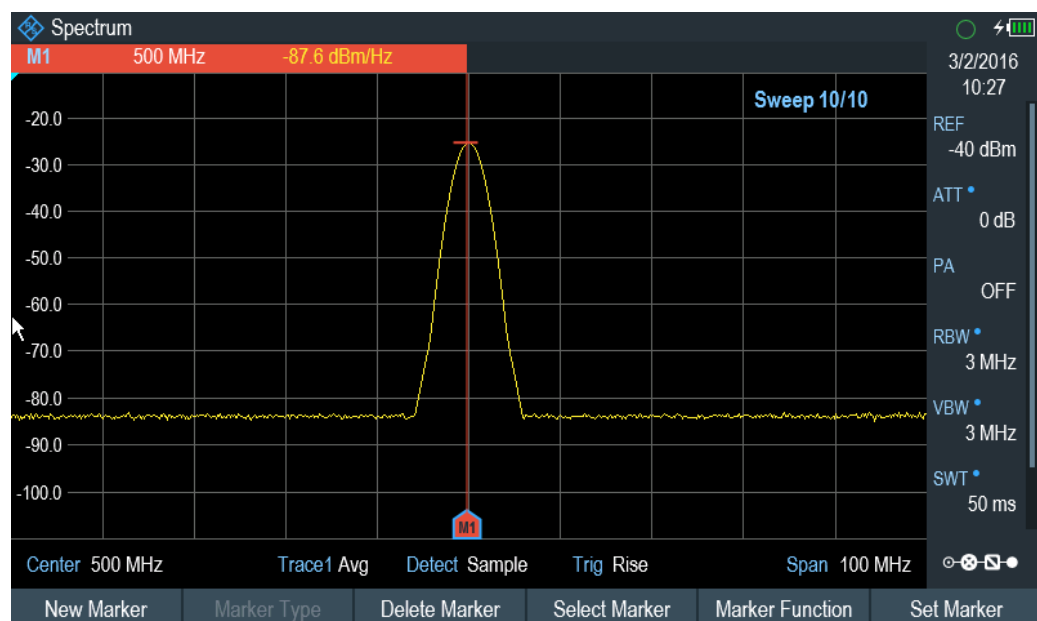 Spectrum
M1 500 MHz -87.6 dBm/Hz
3/2/2016
10:27
Sweep 10/10
-20.0
-30.0
-40.0
-50.0
-60.0
-70.0
-80.0
-90.0
-100.0
M1
REF
-40 dBm
ATT
0 dB
PA
OFF
RBW
3 MHz
VBW
3 MHz
SWT
50 ms
Center 500 MHz Trace1 Avg Detect Sample Trig Rise Span 100 MHz
New Marker Marker Type Delete Marker Select Marker Marker Function Set Marker